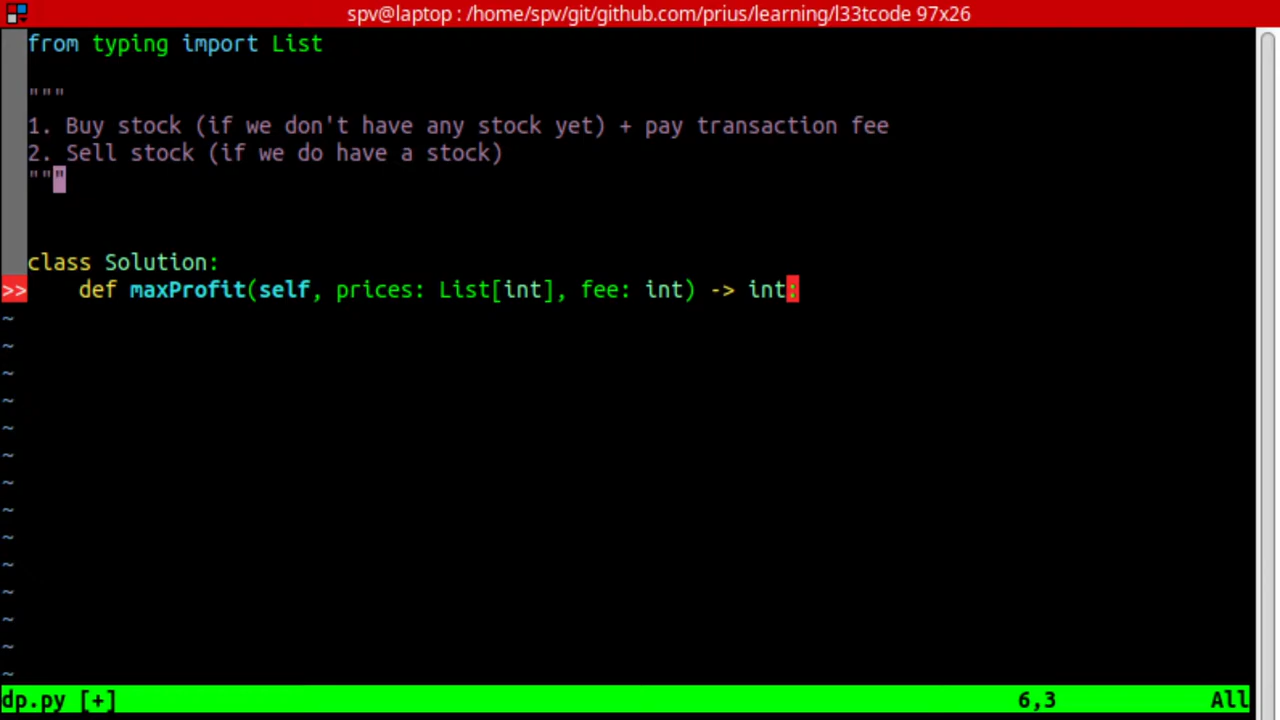 spv@laptop : /home/spv/git/github.com/prius/learning/l33tcode 97x26
from typing import List
"""
1. Buy stock (if we don't have any stock yet) + pay transaction fee
2. Sell stock (if we do have a stock)
"""
class Solution:
>>    def maxProfit(self, prices: List[int], fee: int) -> int:
~
~
~
~
~
~
~
~
~
~
~
~
~
~
dp.py [+] 6,3 All